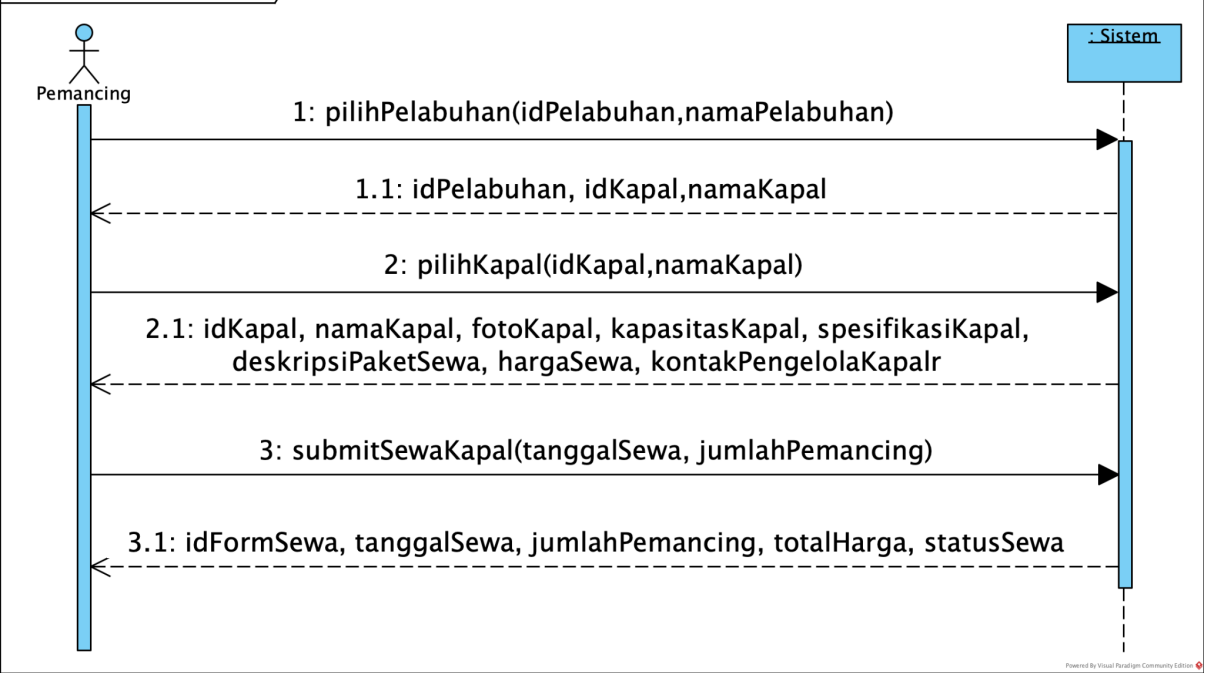 Pemancing
: Sistem
1: pilihPelabuhan(idPelabuhan,namaPelabuhan)
1.1: idPelabuhan, idKapal,namaKapal
2: pilihKapal(idKapal,namaKapal)
2.1: idKapal, namaKapal, fotoKapal, kapasitasKapal, spesifikasiKapal,
deskripsiPaketSewa, hargaSewa, kontakPengelolaKapalr
3: submitSewaKapal(tanggalSewa, jumlahPemancing)
3.1: idFormSewa, tanggalSewa, jumlahPemancing, totalHarga, statusSewa
Powered By Visual Paradigm Community Edition